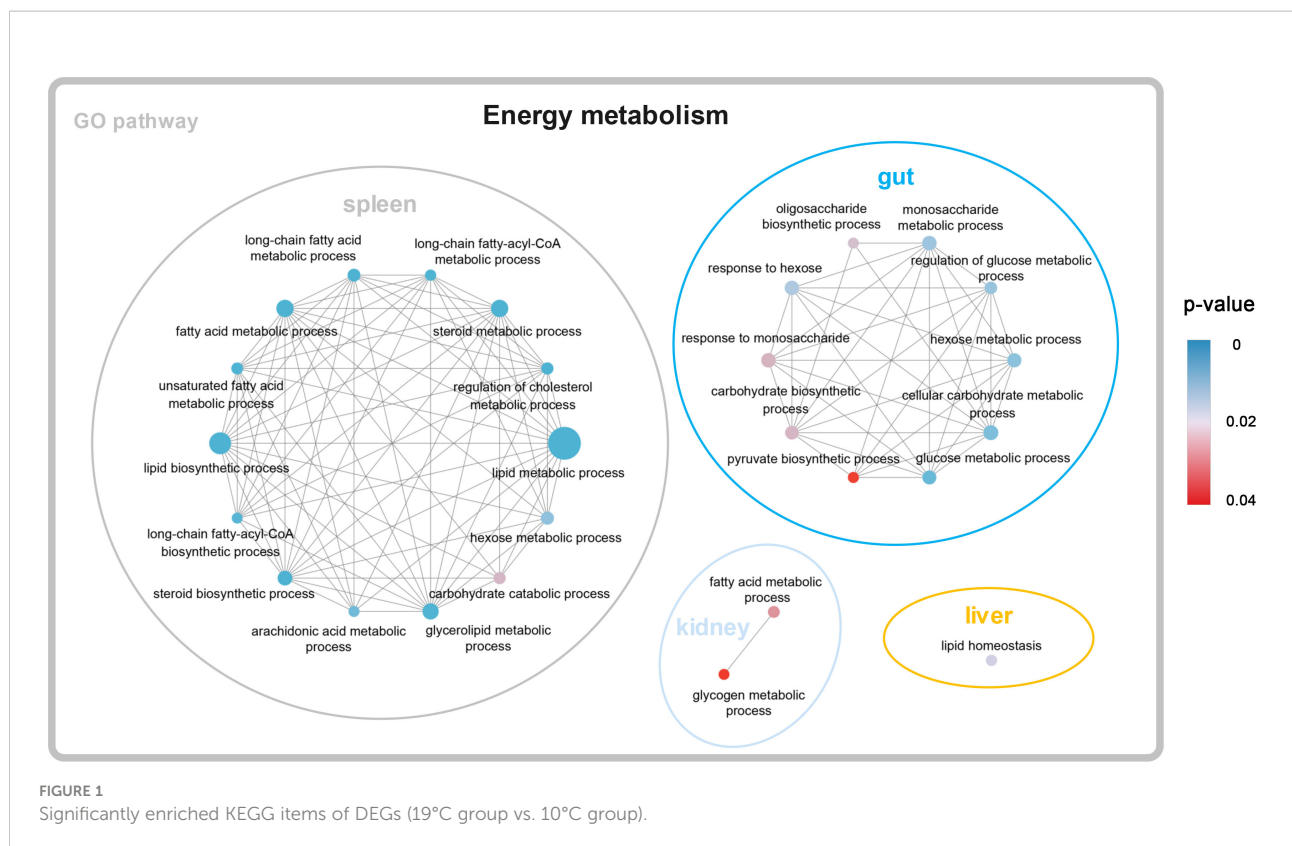 GO pathway
Energy metabolism
spleen
long-chain fatty acid
metabolic process
long-chain fatty-acyl-CoA
metabolic process
fatty acid metabolic process
steroid metabolic process
unsaturated fatty acid
metabolic process
regulation of cholesterol
metabolic process
lipid biosynthetic process
lipid metabolic process
long-chain fatty-acyl-CoA
biosynthetic process
hexose metabolic process
steroid biosynthetic process
carbohydrate catabolic process
arachidonic acid metabolic
process
glycerolipid metabolic
process
gut
oligosaccharide
biosynthetic process
monosaccharide
metabolic process
response to hexose
regulation of glucose metabolic
process
response to monosaccharide
hexose metabolic process
carbohydrate biosynthetic
process
cellular carbohydrate metabolic
process
pyruvate biosynthetic process
glucose metabolic process
kidney
fatty acid metabolic
process
glycogen metabolic
process
liver
lipid homeostasis
p-value
0
0.02
0.04
FIGURE 1
Significantly enriched KEGG items of DEGs (19°C group vs. 10°C group).